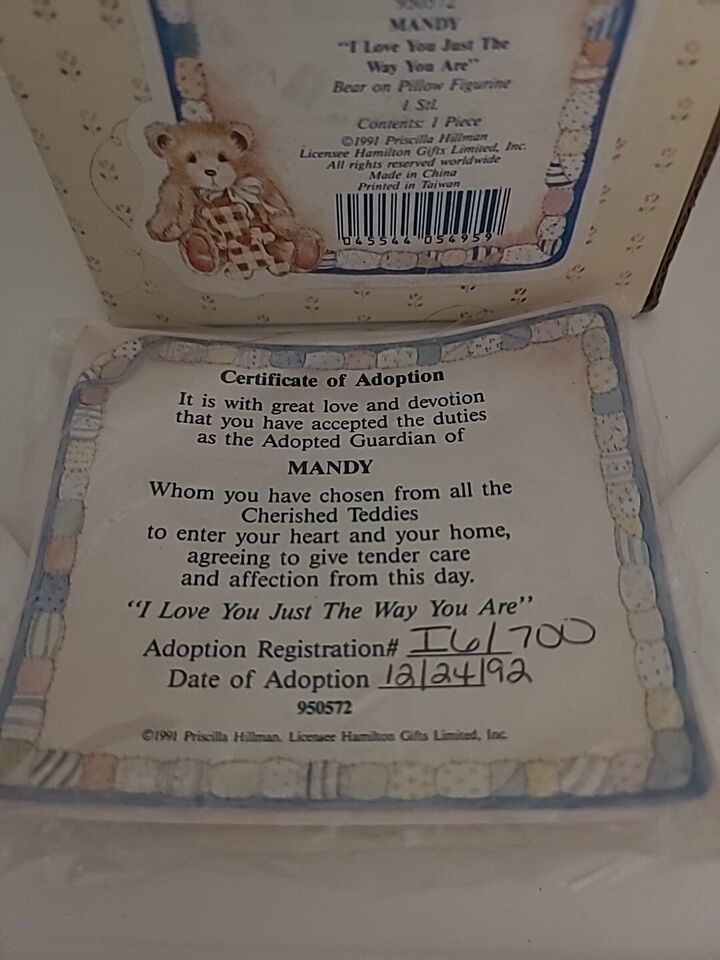 950572
MANDY
"I Love You Just The
Way You Are"
Bear on Pillow Figurine
1 Stl.
Contents: 1 Piece
©1991 Priscilla Hillman
Licensee Hamilton Gifts Limited, Inc.
All rights reserved worldwide
Made in China
Printed in Taiwan
045544 054959
Certificate of Adoption
It is with great love and devotion
that you have accepted the duties
as the Adopted Guardian of
MANDY
Whom you have chosen from all the
Cherished Teddies
to enter your heart and your home,
agreeing to give tender care
and affection from this day.
"I Love You Just The Way You Are"
Adoption Registration# I6/700
Date of Adoption 12/24/92
950572
©1991 Priscilla Hillman. Licensee Hamilton Gifts Limited, Inc.